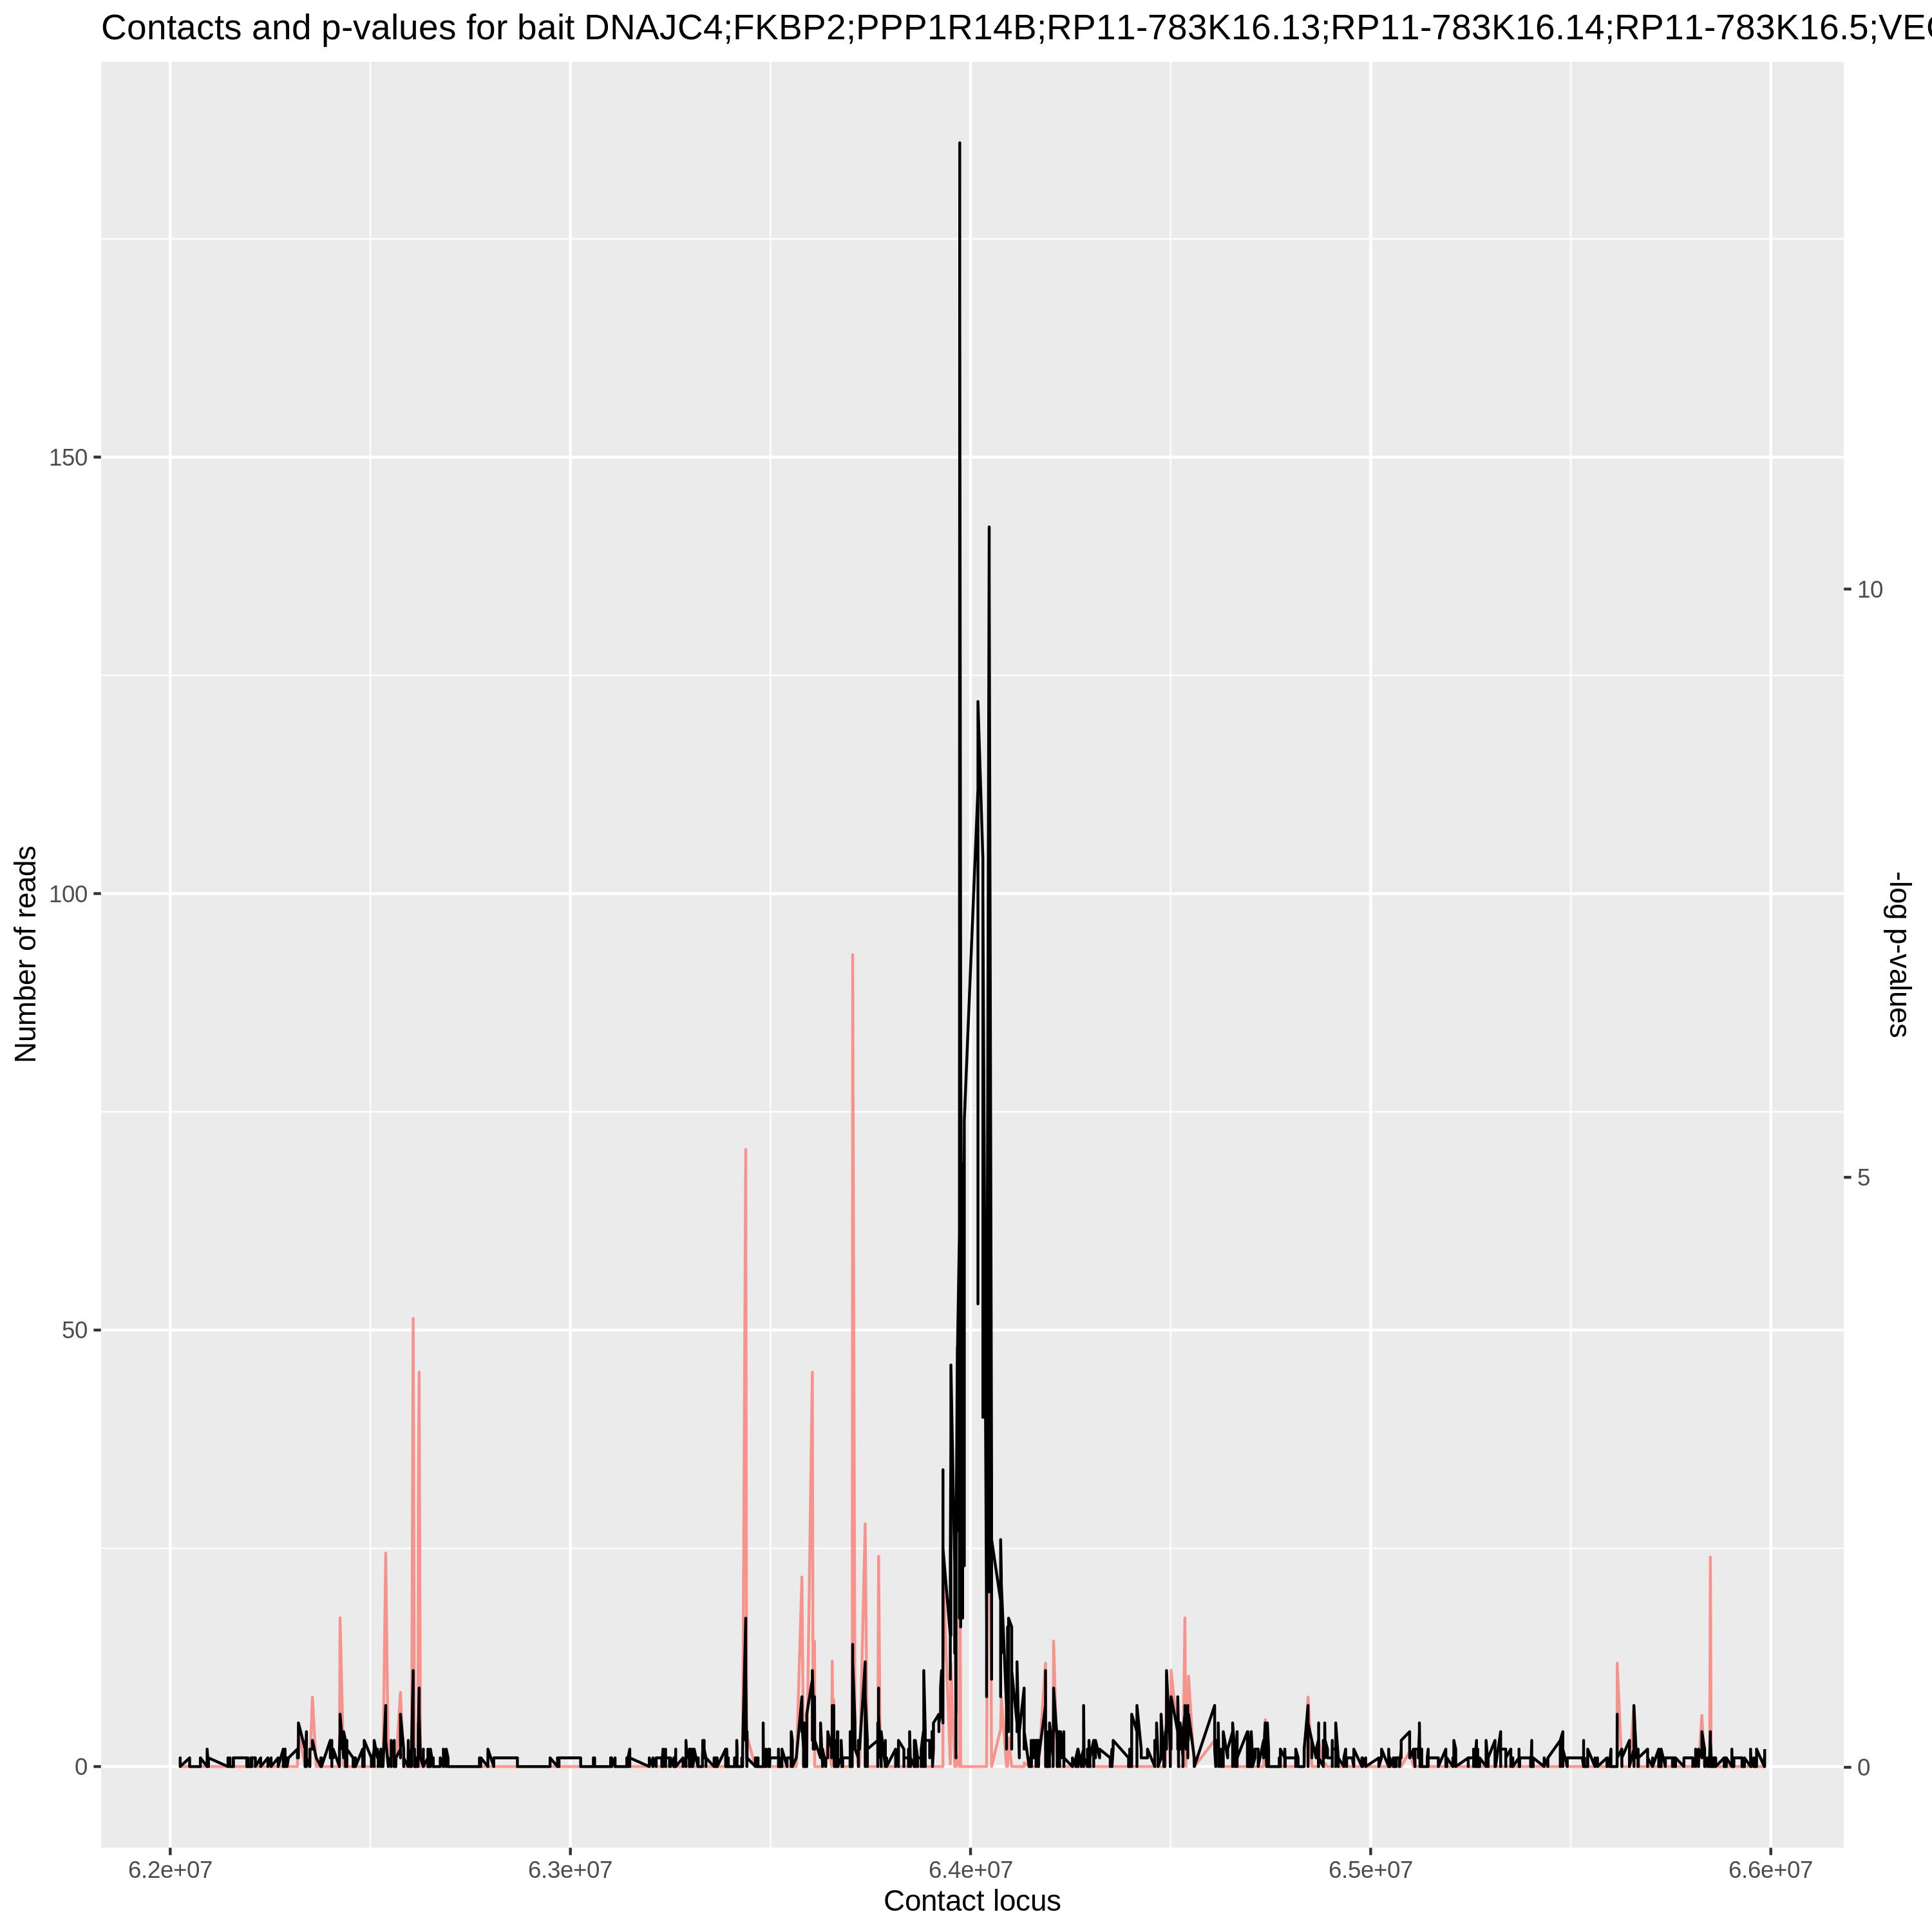 Contacts and p-values for bait DNAJC4;FKBP2;PPP1R14B;RP11-783K16.13;RP11-783K16.14;RP11-783K16.5;VE
Number of reads
150
100
50
0
10
5
0
-log p-values
6.2e+07 6.3e+07 6.4e+07 6.5e+07 6.6e+07
Contact locus